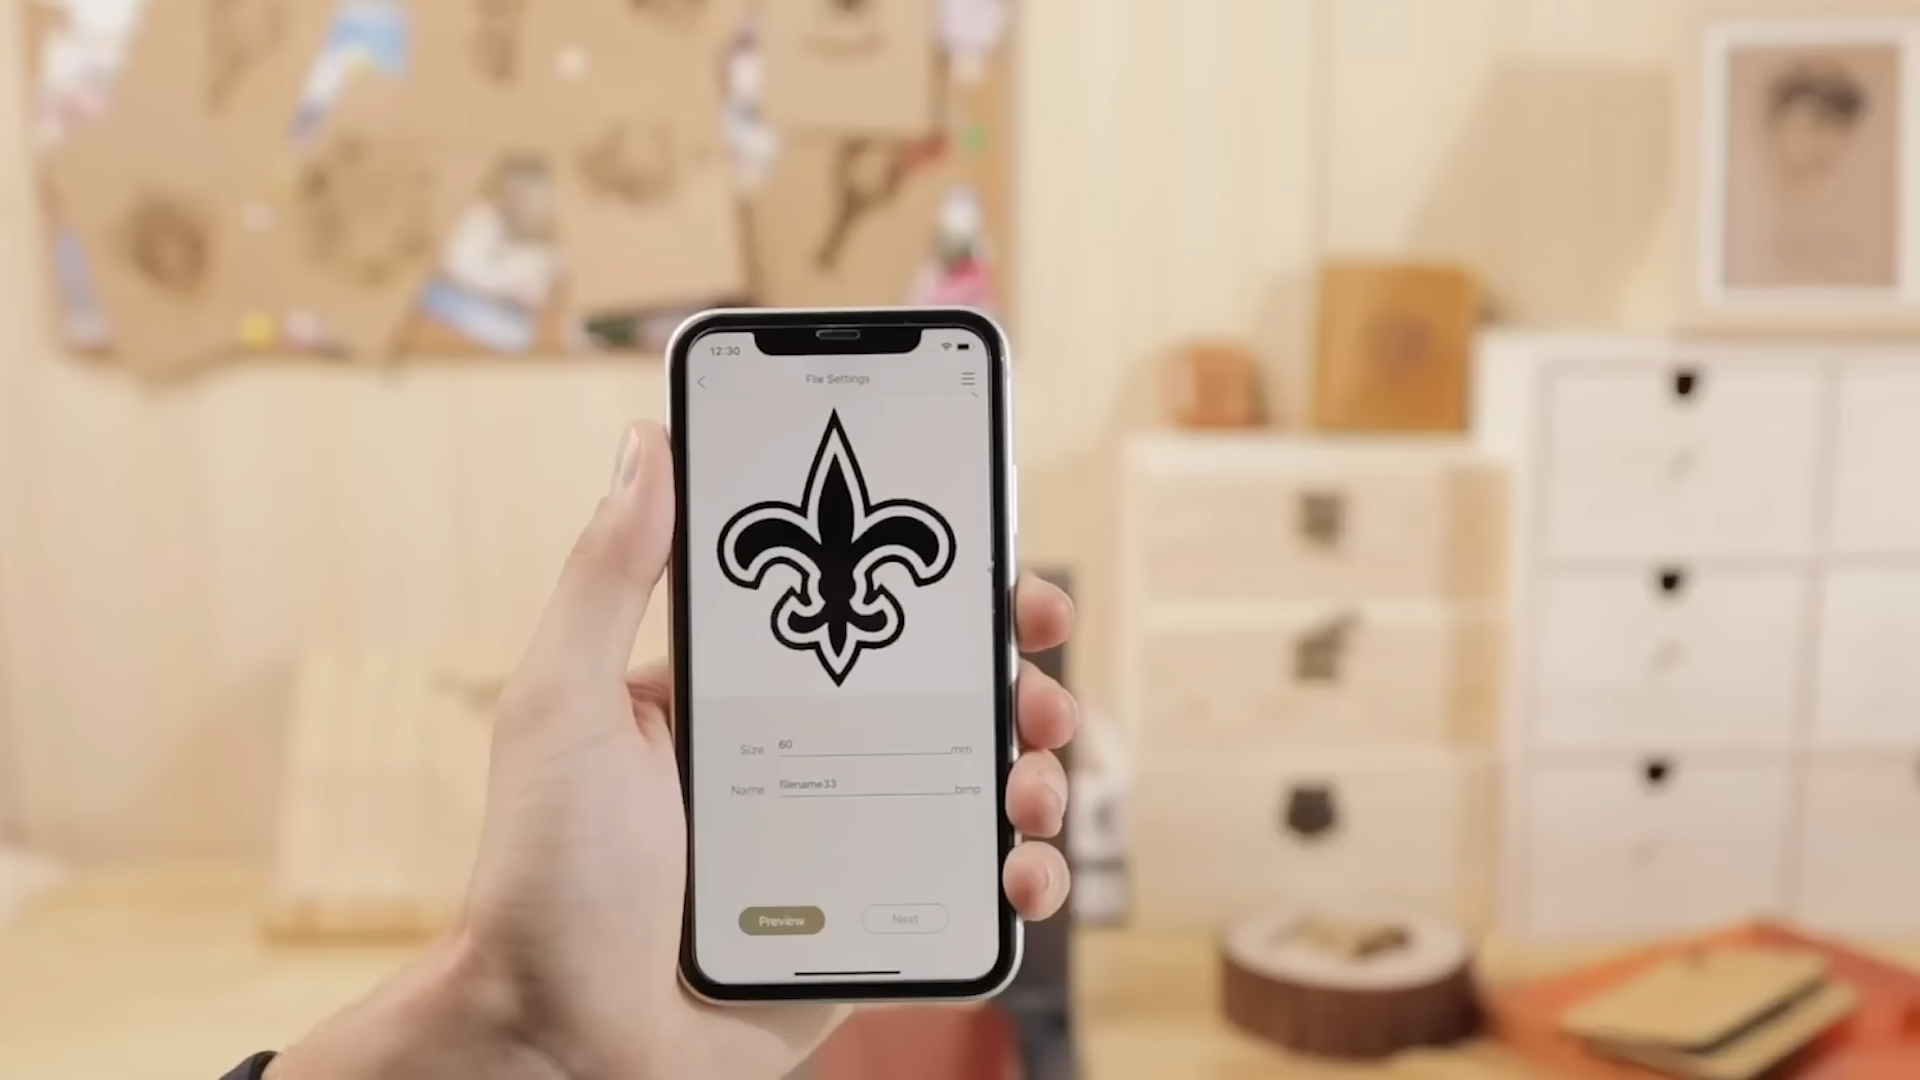 12:30
File Settings
Size 60 mm
Name filename33 .bmp
Preview Next